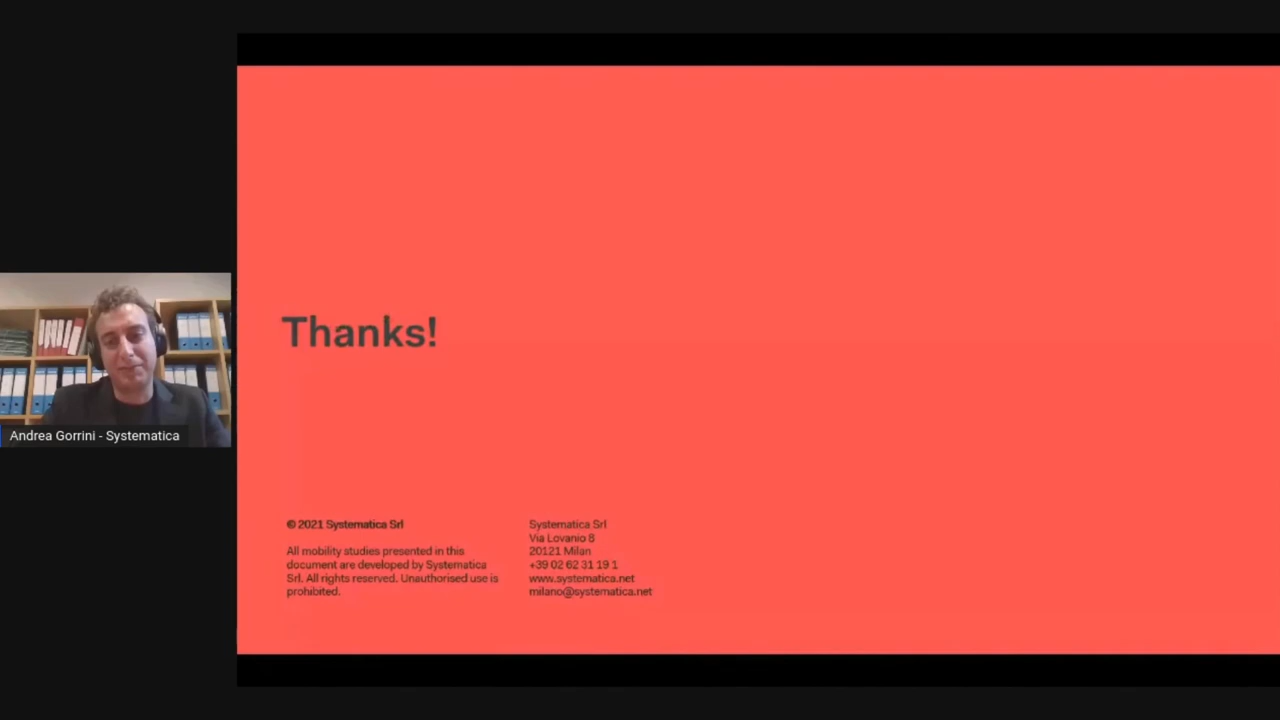 Thanks!
Andrea Gorrini - Systematica
© 2021 Systematica Srl
All mobility studies presented in this
document are developed by Systematica
Srl. All rights reserved. Unauthorised use is
prohibited.
Systematica Srl
Via Lovanio 8
20121 Milan
+39 02 62 31 19 1
www.systematica.net
milano@systematica.net